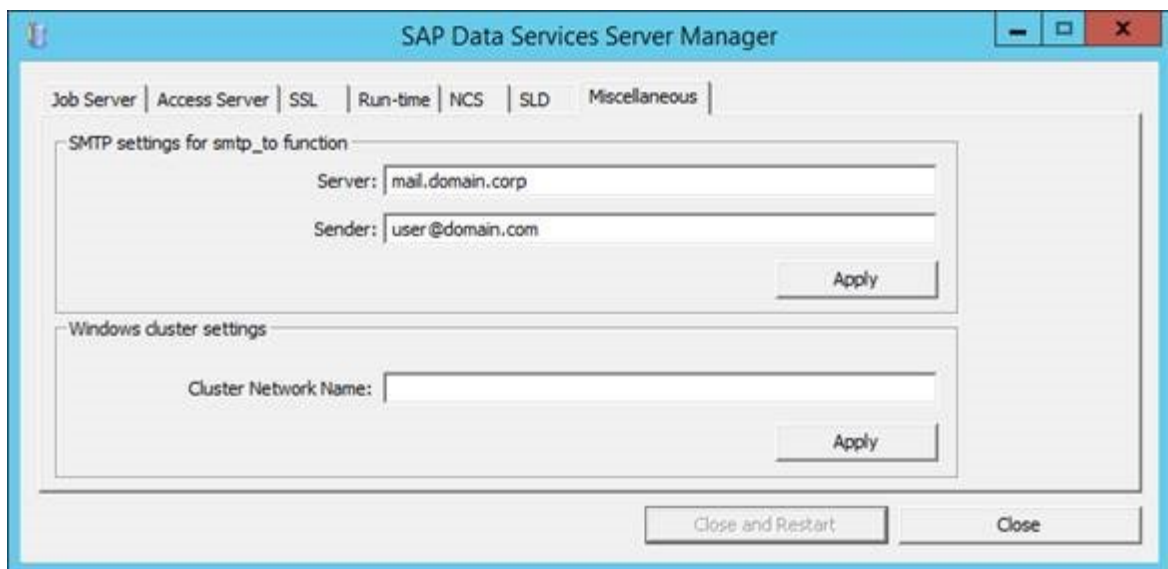 SAP Data Services Server Manager
Job Server Access Server SSL Run-time NCS SLD Miscellaneous
SMTP settings for smtp_to function
Server: mail.domain.corp
Sender: user@domain.com
Apply
Windows cluster settings
Cluster Network Name:
Apply
Close and Restart Close